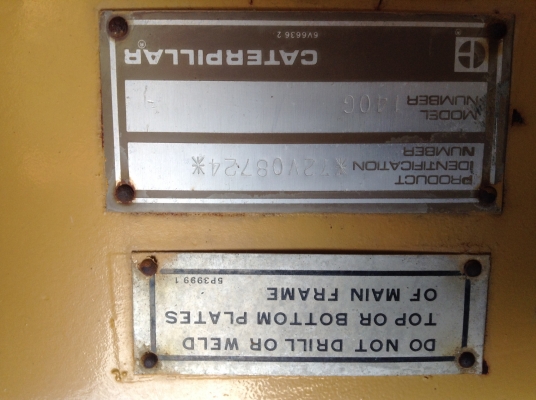 DO NOT DRILL OR WELD
TOP OR BOTTOM PLATES
OF MAIN FRAME
5P3999 1
PRODUCT
IDENTIFICATION
NUMBER
*72V08724*
MODEL
NUMBER
140G
CATERPILLAR®
6V6636 2